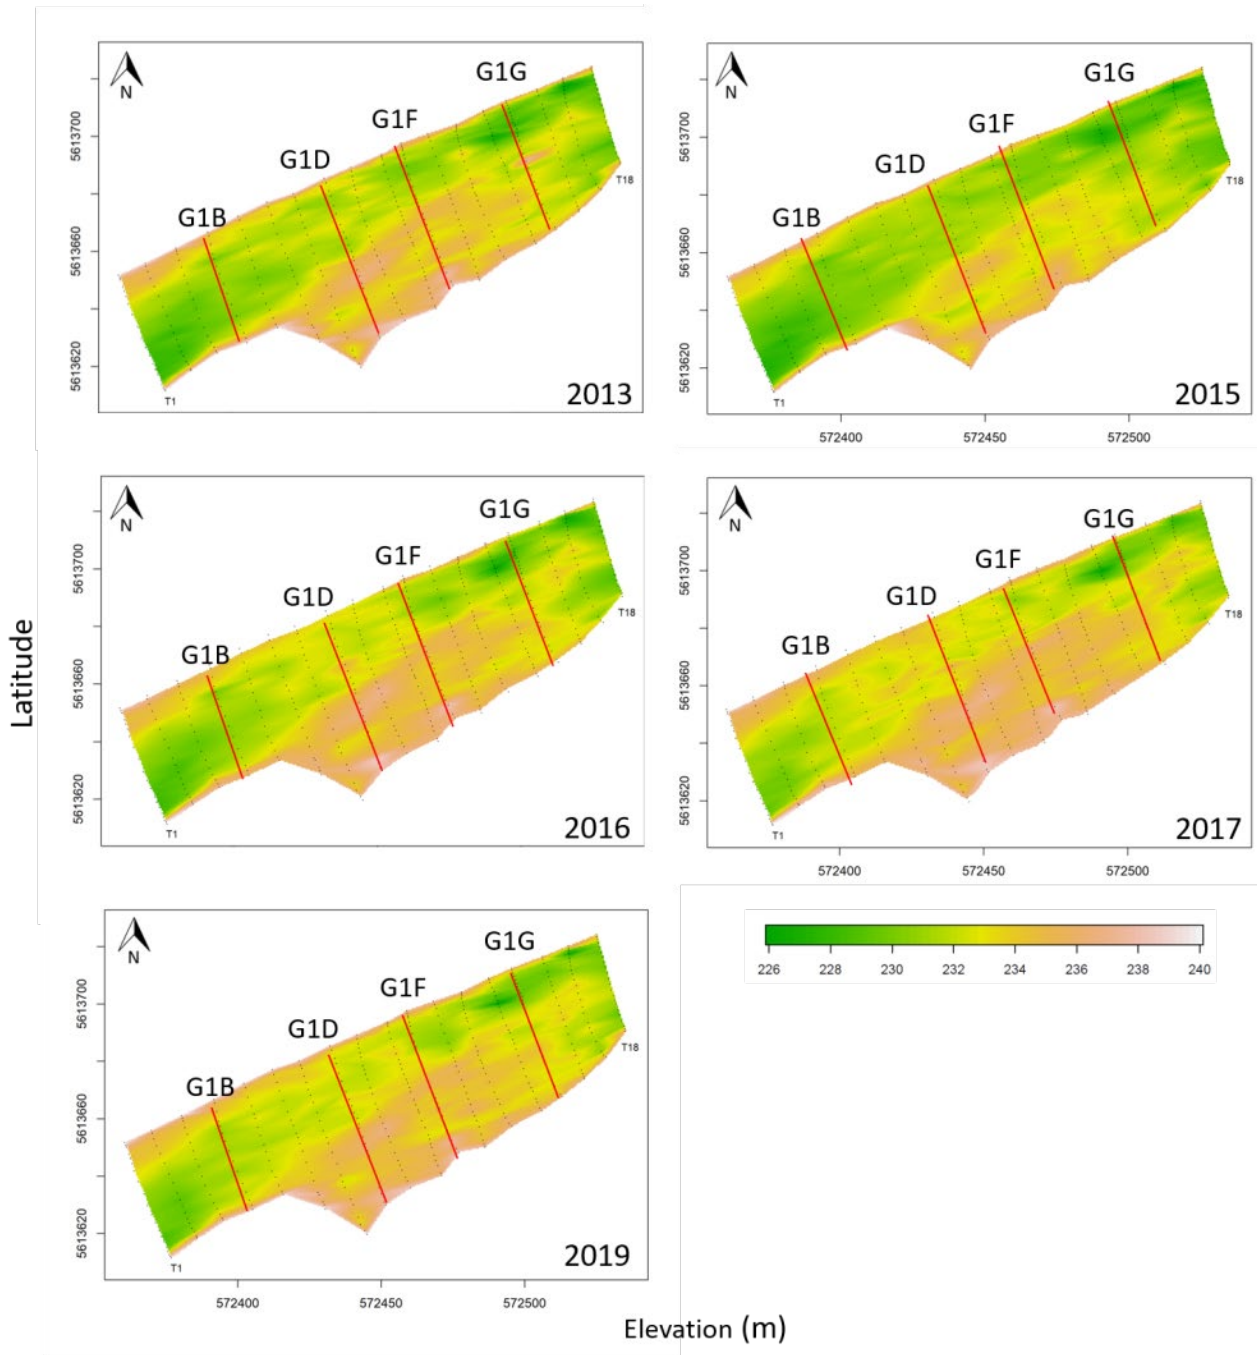 N
G1B
G1D
G1F
G1G
T1
T18
5613700
5613660
5613620
2013
N
G1B
G1D
G1F
G1G
T1
T18
5613700
5613660
5613620
2015
572400
572450
572500
N
G1B
G1D
G1F
G1G
T1
T18
5613700
5613660
5613620
2016
N
G1B
G1D
G1F
G1G
T1
T18
5613700
5613660
5613620
2017
572400
572450
572500
Latitude
N
G1B
G1D
G1F
G1G
T1
T18
5613700
5613660
5613620
2019
572400
572450
572500
226 228 230 232 234 236 238 240
Elevation (m)